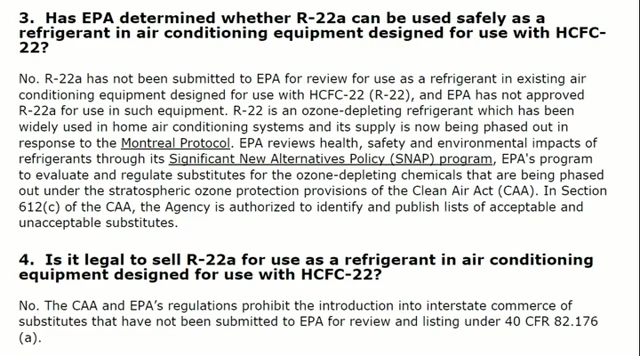 3.  Has EPA determined whether R-22a can be used safely as a
refrigerant in air conditioning equipment designed for use with HCFC-
22?
No. R-22a has not been submitted to EPA for review for use as a refrigerant in existing air
conditioning equipment designed for use with HCFC-22 (R-22), and EPA has not approved
R-22a for use in such equipment. R-22 is an ozone-depleting refrigerant which has been
widely used in home air conditioning systems and its supply is now being phased out in
response to the Montreal Protocol. EPA reviews health, safety and environmental impacts of
refrigerants through its Significant New Alternatives Policy (SNAP) program, EPA's program
to evaluate and regulate substitutes for the ozone-depleting chemicals that are being phased
out under the stratospheric ozone protection provisions of the Clean Air Act (CAA). In Section
612(c) of the CAA, the Agency is authorized to identify and publish lists of acceptable and
unacceptable substitutes.
4.  Is it legal to sell R-22a for use as a refrigerant in air conditioning
equipment designed for use with HCFC-22?
No. The CAA and EPA’s regulations prohibit the introduction into interstate commerce of
substitutes that have not been submitted to EPA for review and listing under 40 CFR 82.176
(a).